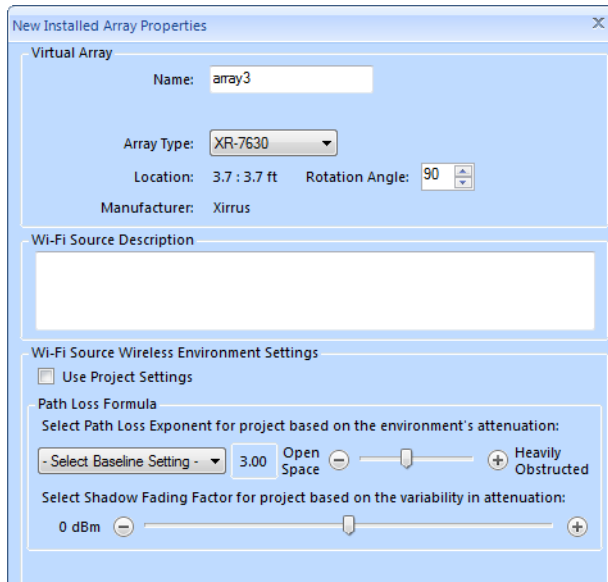 New Installed Array Properties
Virtual Array
Name: array3
Array Type: XR-7630
Location: 3.7 : 3.7 ft Rotation Angle: 90
Manufacturer: Xirrus
Wi-Fi Source Description
Wi-Fi Source Wireless Environment Settings
Use Project Settings
Path Loss Formula
Select Path Loss Exponent for project based on the environment's attenuation:
- Select Baseline Setting - 3.00 Open Space Heavily Obstructed
Select Shadow Fading Factor for project based on the variability in attenuation:
0 dBm